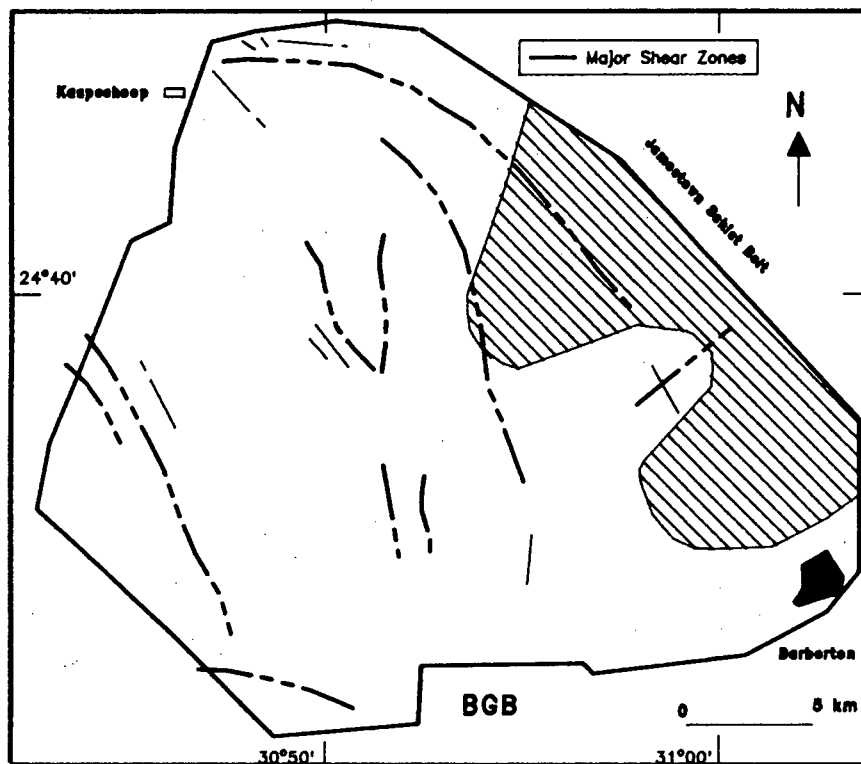 Major Shear Zones
Kaapsehoop
N
Jamestown Schist Belt
24°40'
Barberton
BGB
0 5 km
30°50'
31°00'